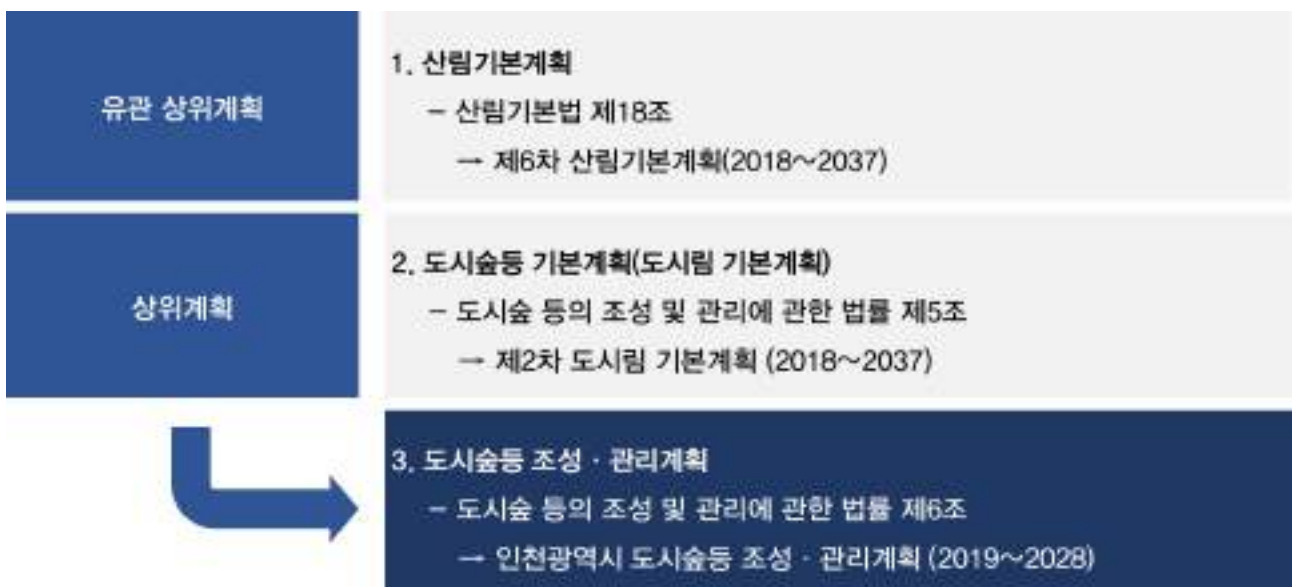 유관 상위계획
1. 산림기본계획
– 산림기본법 제18조
→ 제6차 산림기본계획(2018~2037)
상위계획
2. 도시숲등 기본계획(도시림 기본계획)
– 도시숲 등의 조성 및 관리에 관한 법률 제5조
→ 제2차 도시림 기본계획 (2018~2037)
3. 도시숲등 조성 · 관리계획
– 도시숲 등의 조성 및 관리에 관한 법률 제6조
→ 인천광역시 도시숲등 조성 · 관리계획 (2019~2028)